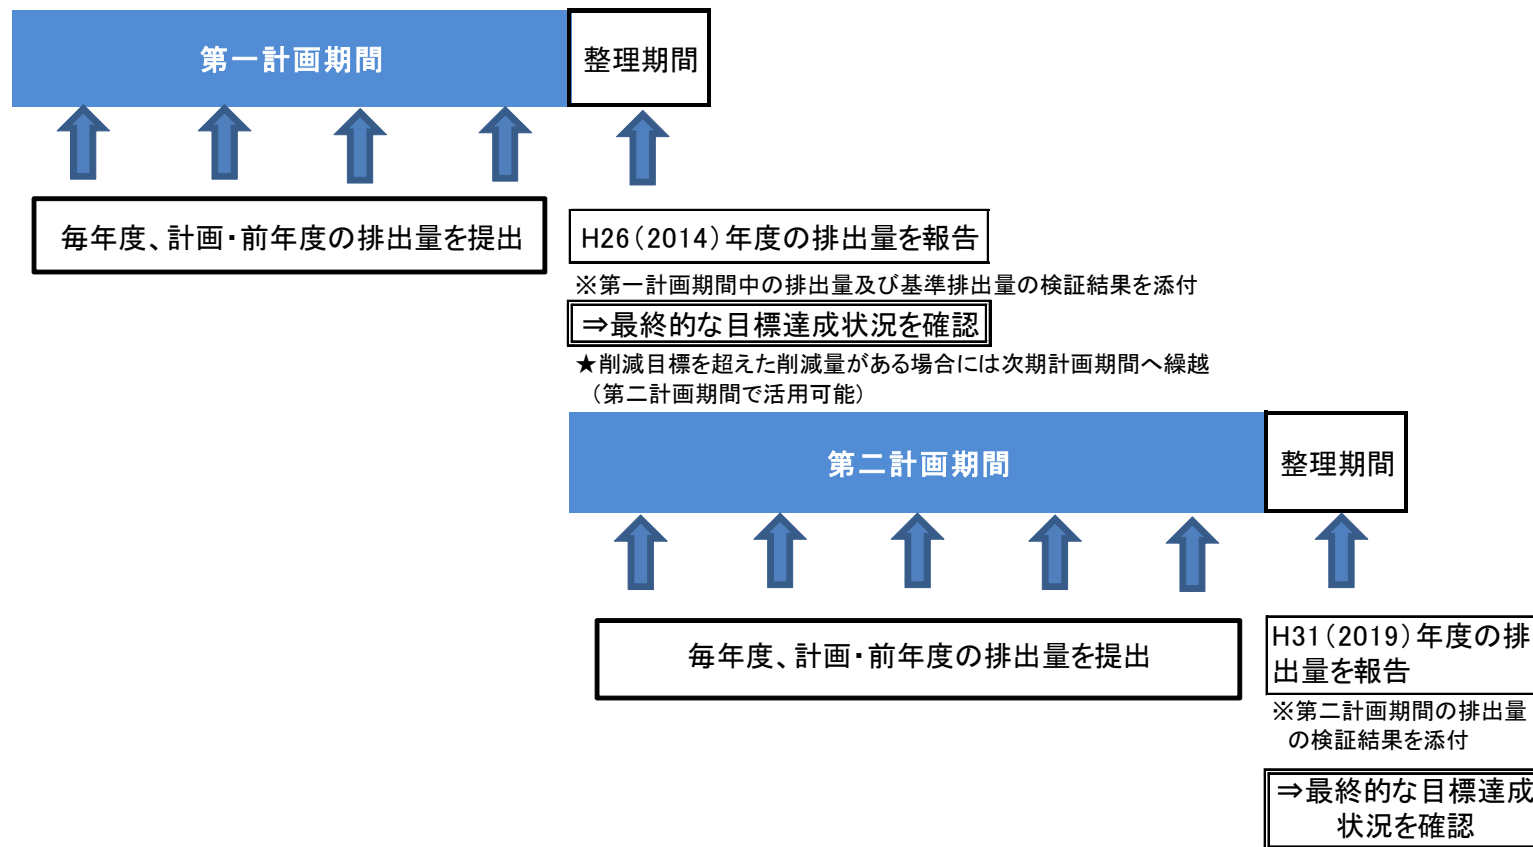 第一計画期間
整理期間
毎年度、計画・前年度の排出量を提出
H26(2014)年度の排出量を報告
※第一計画期間中の排出量及び基準排出量の検証結果を添付
⇒最終的な目標達成状況を確認
★削減目標を超えた削減量がある場合には次期計画期間へ繰越
(第二計画期間で活用可能)
第二計画期間
整理期間
毎年度、計画・前年度の排出量を提出
H31(2019)年度の排
出量を報告
※第二計画期間の排出量
の検証結果を添付
⇒最終的な目標達成
状況を確認